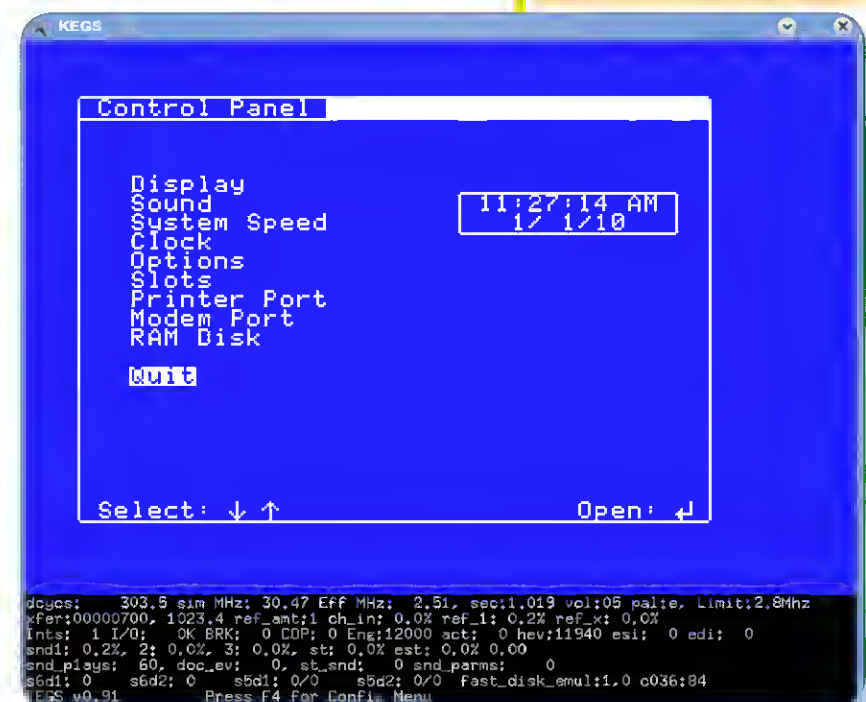 KEGS
Control Panel
Display
Sound
System Speed
Clock
Options
Slots
Printer Port
Modem Port
RAM Disk
Quit
11:27:14 AM
1/ 1/10
Select: ↓ ↑
Open: ↵
dcycs: 303.5 sim MHz: 30.47 Eff MHz: 2.51, sec:1.019 vol:05 pal:e, Limit:2.8Mhz
xfer:00000700, 1023.4 ref_amt:1 ch_in: 0.0% ref_l: 0.2% ref_x: 0.0%
Ints: 1 I/O: 0K BRK: 0 COP: 0 Eng:12000 act: 0 hev:11940 esi: 0 edi: 0
snd1: 0.2%, 2: 0.0%, 3: 0.0%, st: 0.0% est: 0.0% 0.00
snd_plays: 60, doc_ev: 0, st_snd: 0 snd_parms: 0
s6d1: 0 s6d2: 0 s5d1: 0/0 s5d2: 0/0 fast_disk_emul:1,0 c036:84
KEGS v0.91 Press F4 for Config Menu